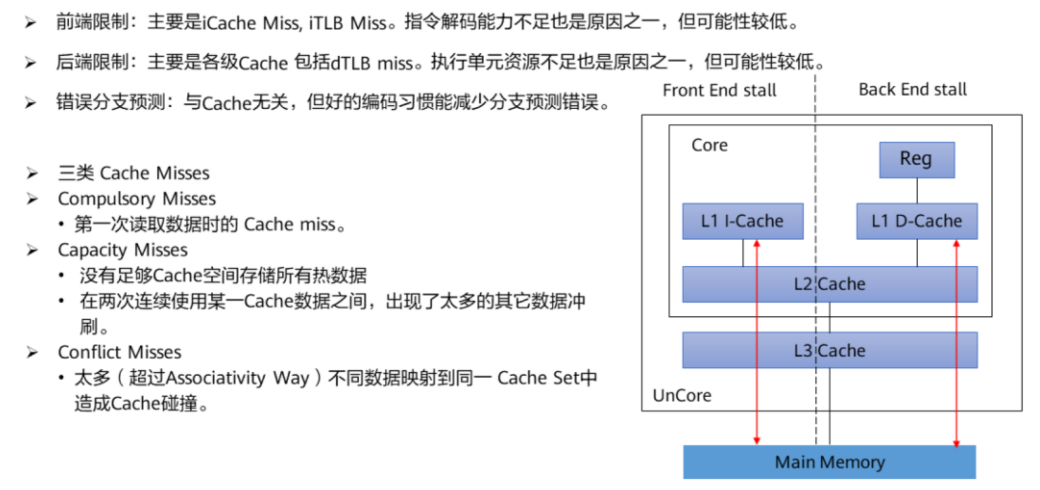 ➢ 前端限制：主要是iCache Miss, iTLB Miss。指令解码能力不足也是原因之一，但可能性较低。
➢ 后端限制：主要是各级Cache 包括dTLB miss。执行单元资源不足也是原因之一，但可能性较低。
➢ 错误分支预测：与Cache无关，但好的编码习惯能减少分支预测错误。
➢ 三类 Cache Misses
➢ Compulsory Misses
• 第一次读取数据时的 Cache miss。
➢ Capacity Misses
• 没有足够Cache空间存储所有热数据
• 在两次连续使用某一Cache数据之间，出现了太多的其它数据冲
刷。
➢ Conflict Misses
• 太多（超过Associativity Way）不同数据映射到同一 Cache Set中
造成Cache碰撞。
Front End stall
Back End stall
Core
Reg
L1 I-Cache
L1 D-Cache
L2 Cache
L3 Cache
UnCore
Main Memory